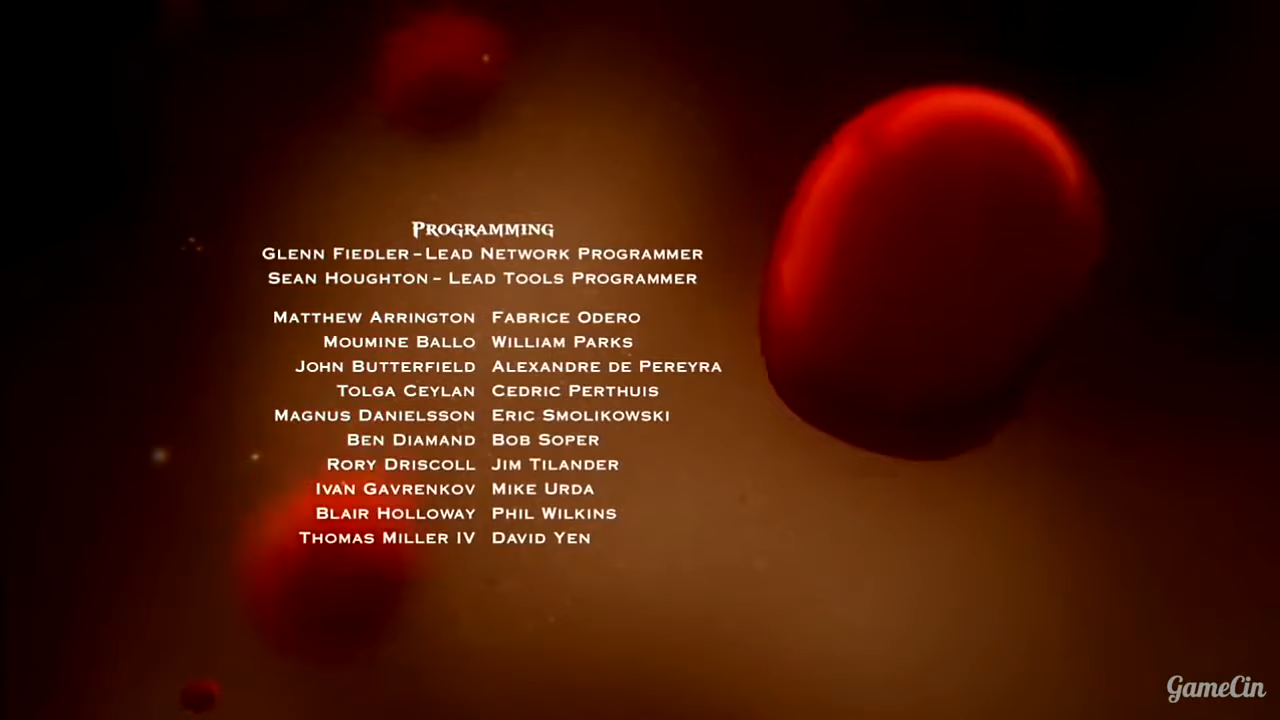 Programming
Glenn Fiedler - Lead Network Programmer
Sean Houghton - Lead Tools Programmer
Matthew Arrington Fabrice Odero
Moumine Ballo William Parks
John Butterfield Alexandre de Pereyra
Tolga Ceylan Cedric Perthuis
Magnus Danielsson Eric Smolikowski
Ben Diamand Bob Soper
Rory Driscoll Jim Tilander
Ivan Gavrenkov Mike Urda
Blair Holloway Phil Wilkins
Thomas Miller IV David Yen
GameCin